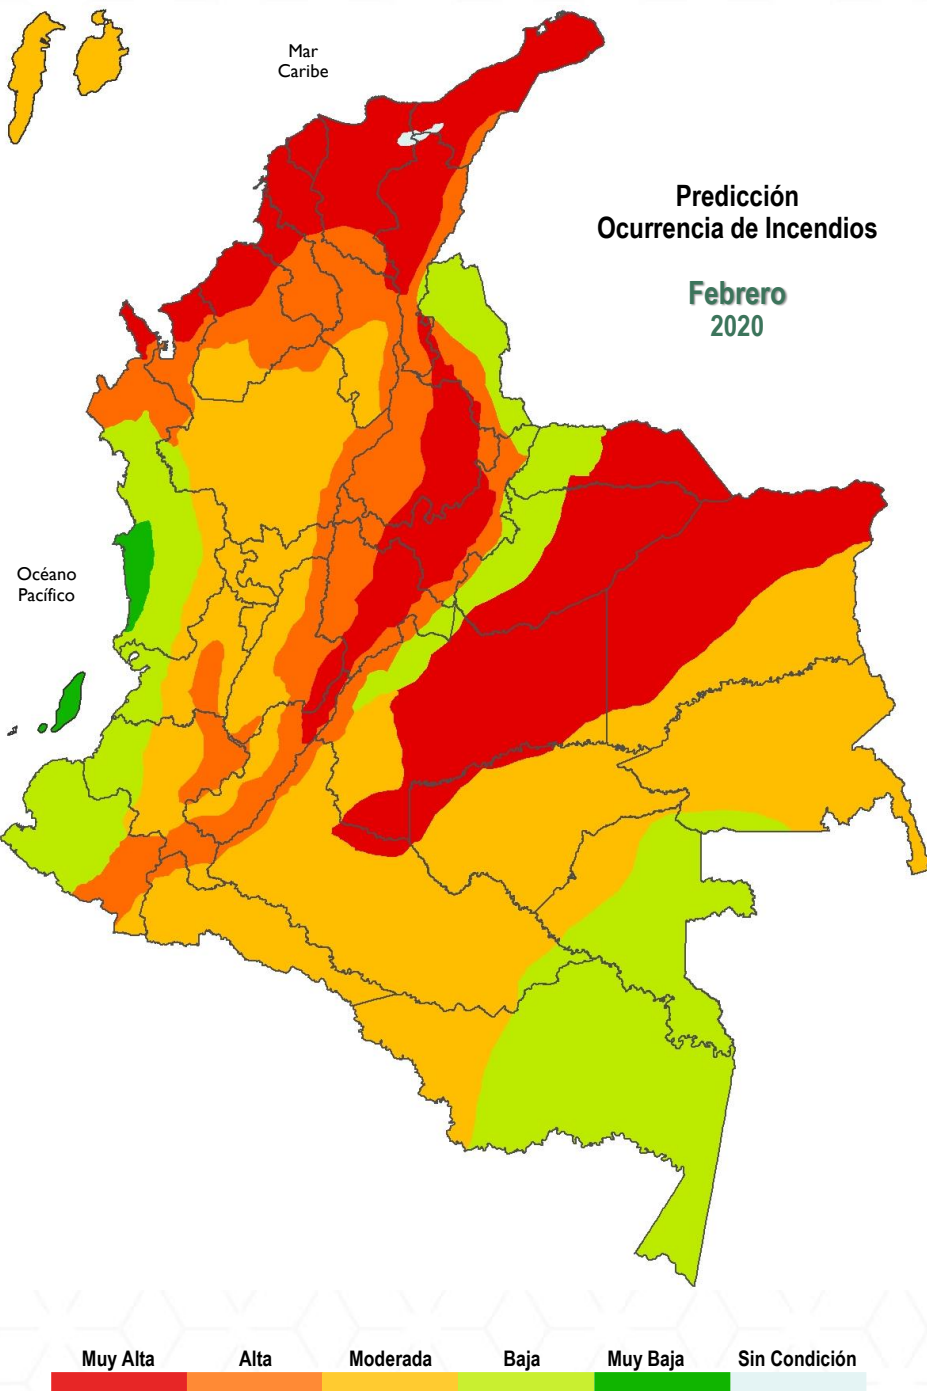 Mar
Caribe
Predicción
Ocurrencia de Incendios
Febrero
2020
Océano
Pacífico
Muy Alta Alta Moderada Baja Muy Baja Sin Condición